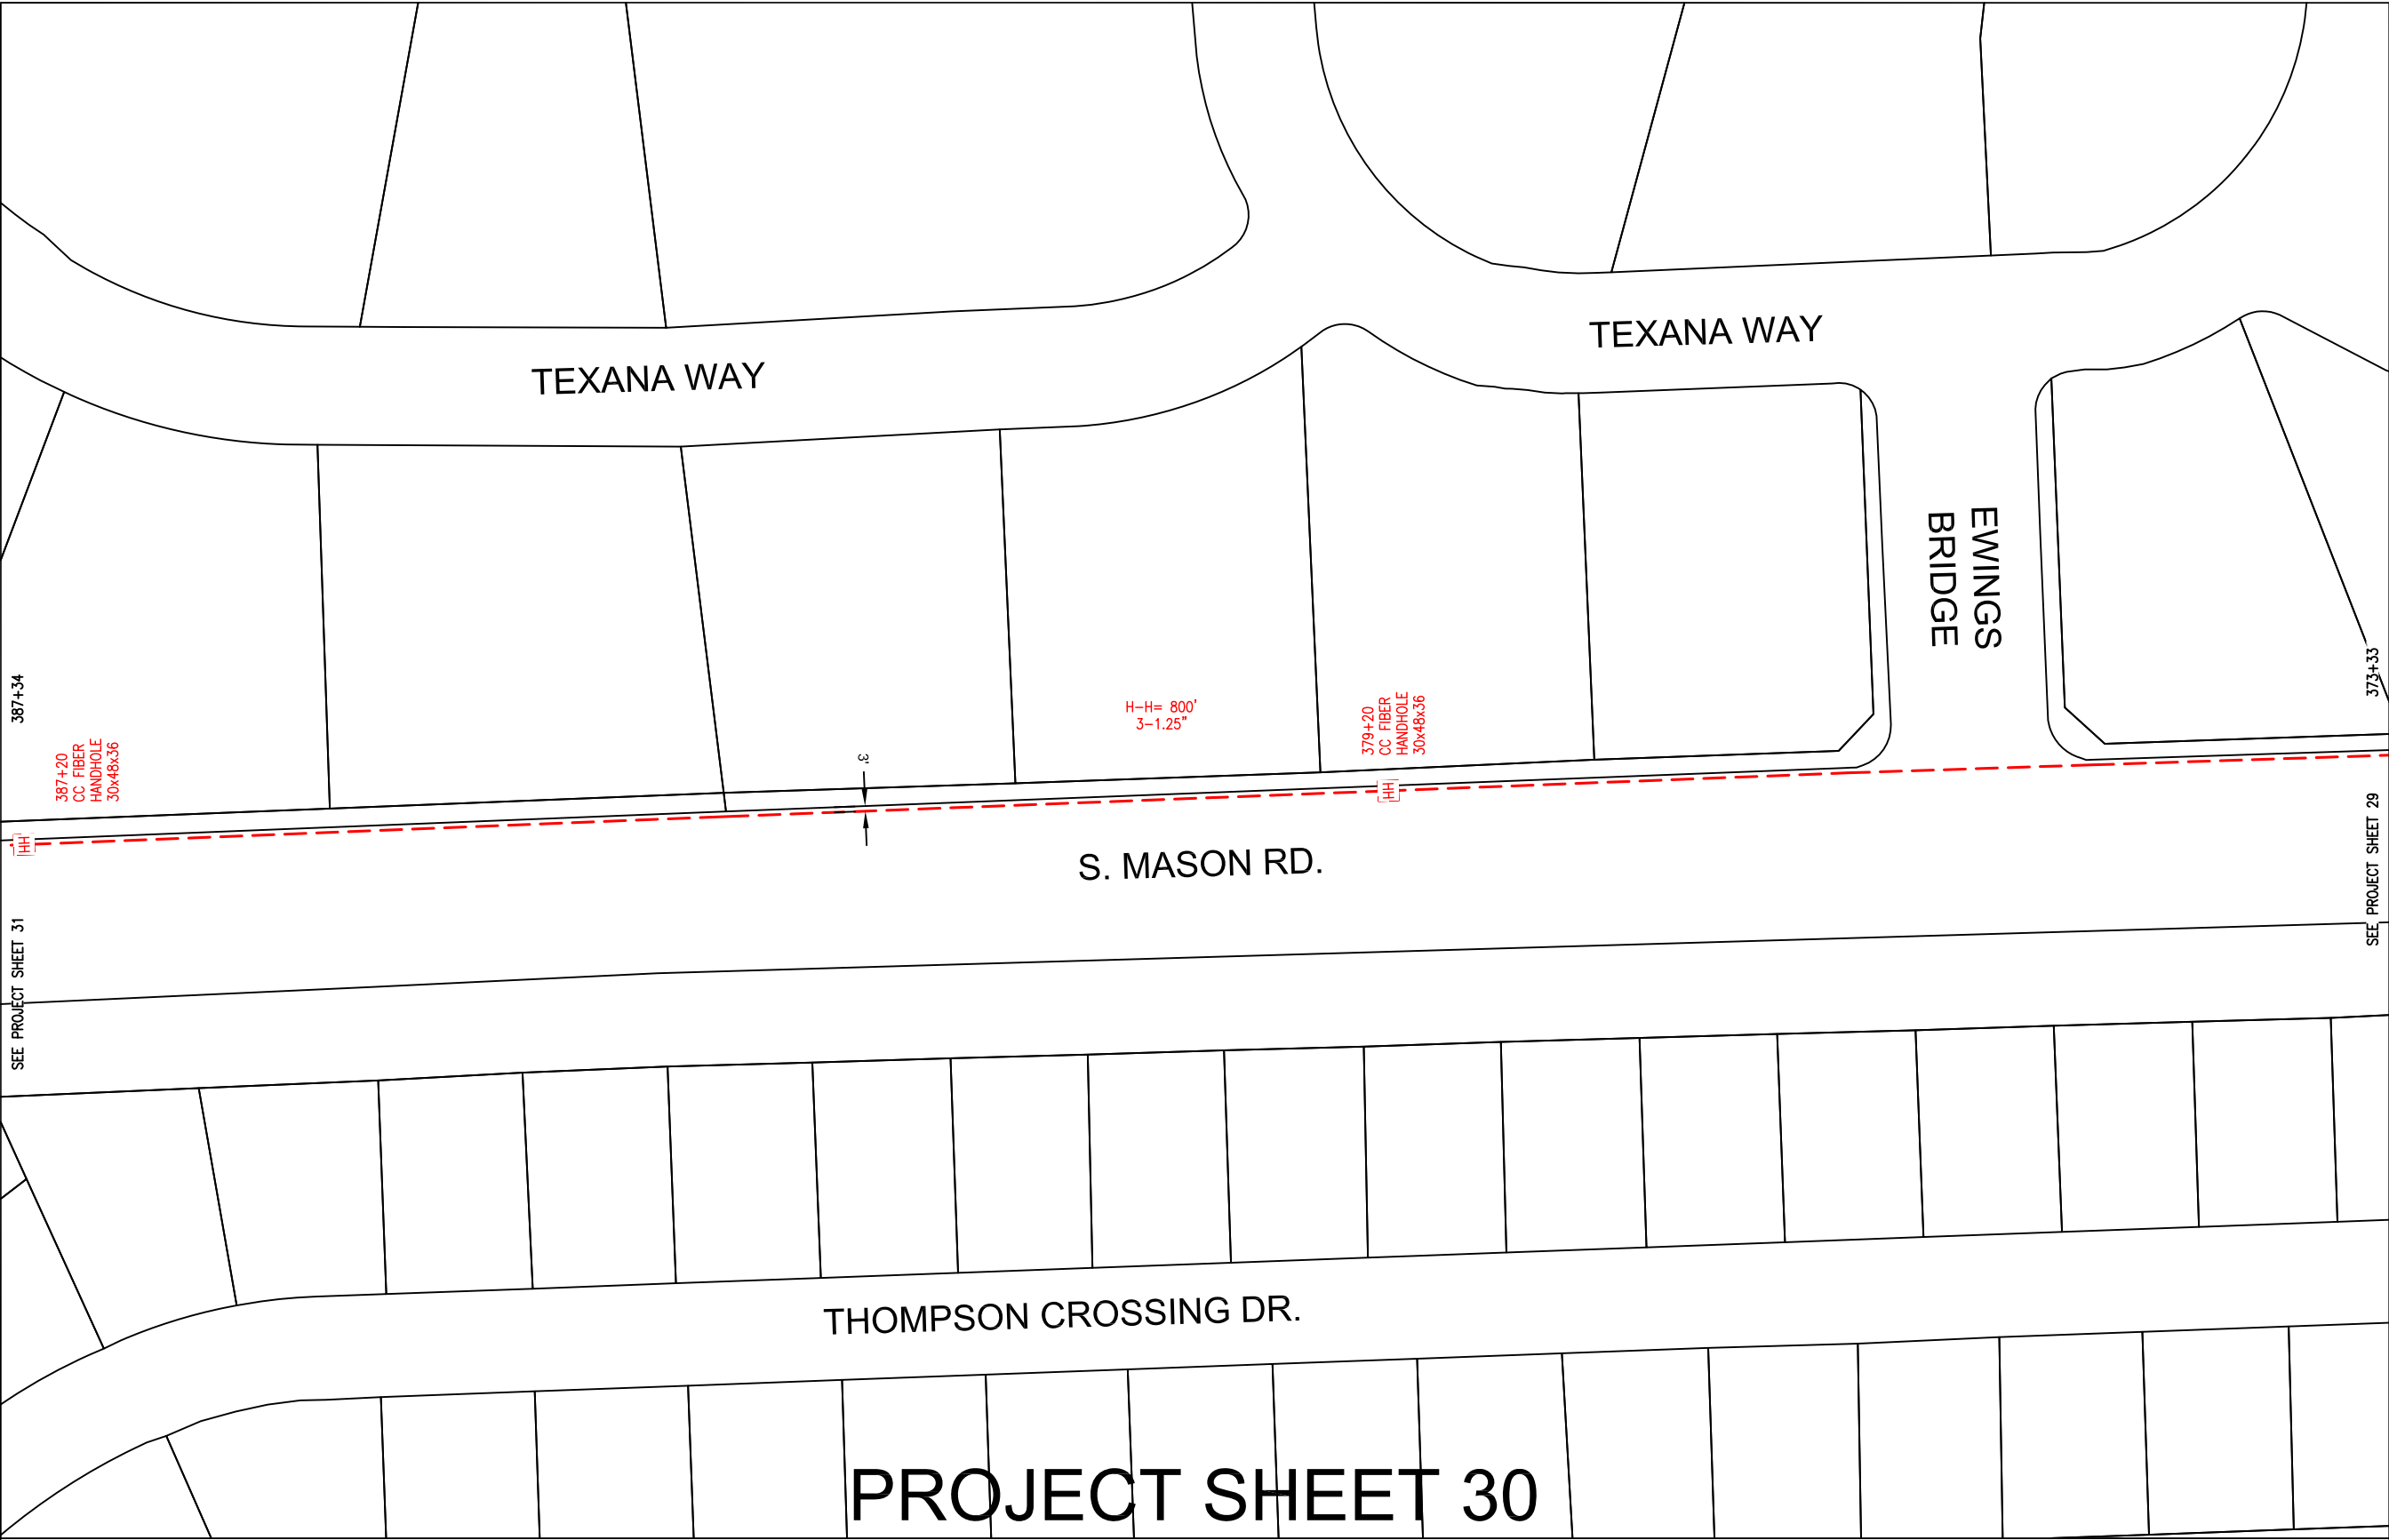 TEXANA WAY
TEXANA WAY
EWINGS
BRIDGE
387+34
373+33
387+20
CC FIBER
HANDHOLE
30x48x36
3'
H-H= 800'
3-1.25"
379+20
CC FIBER
HANDHOLE
30x48x36
HH
HH
S. MASON RD.
SEE PROJECT SHEET 31
SEE PROJECT SHEET 29
THOMPSON CROSSING DR.
PROJECT SHEET 30